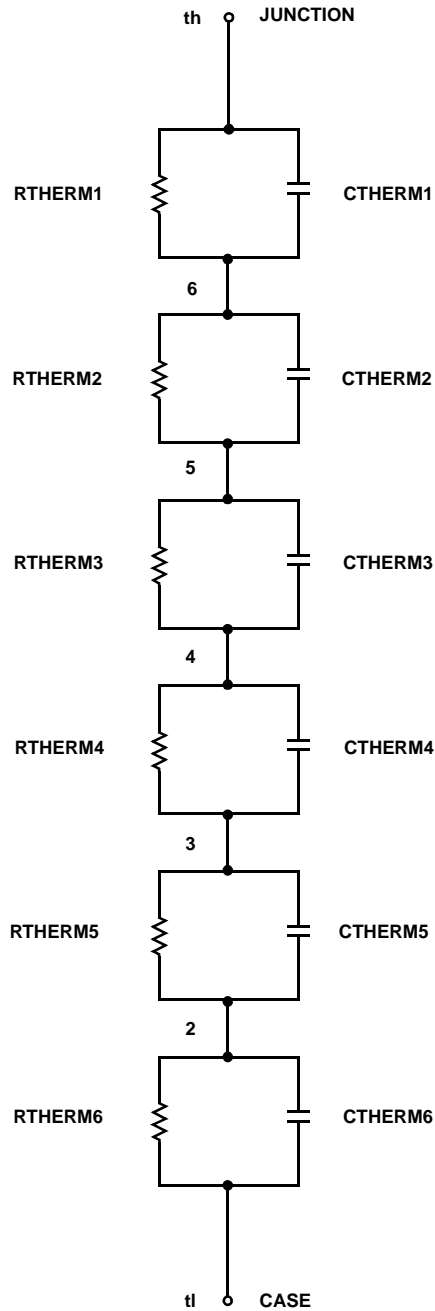 th JUNCTION
RTHERM1 CTHERM1
6
RTHERM2 CTHERM2
5
RTHERM3 CTHERM3
4
RTHERM4 CTHERM4
3
RTHERM5 CTHERM5
2
RTHERM6 CTHERM6
tl CASE